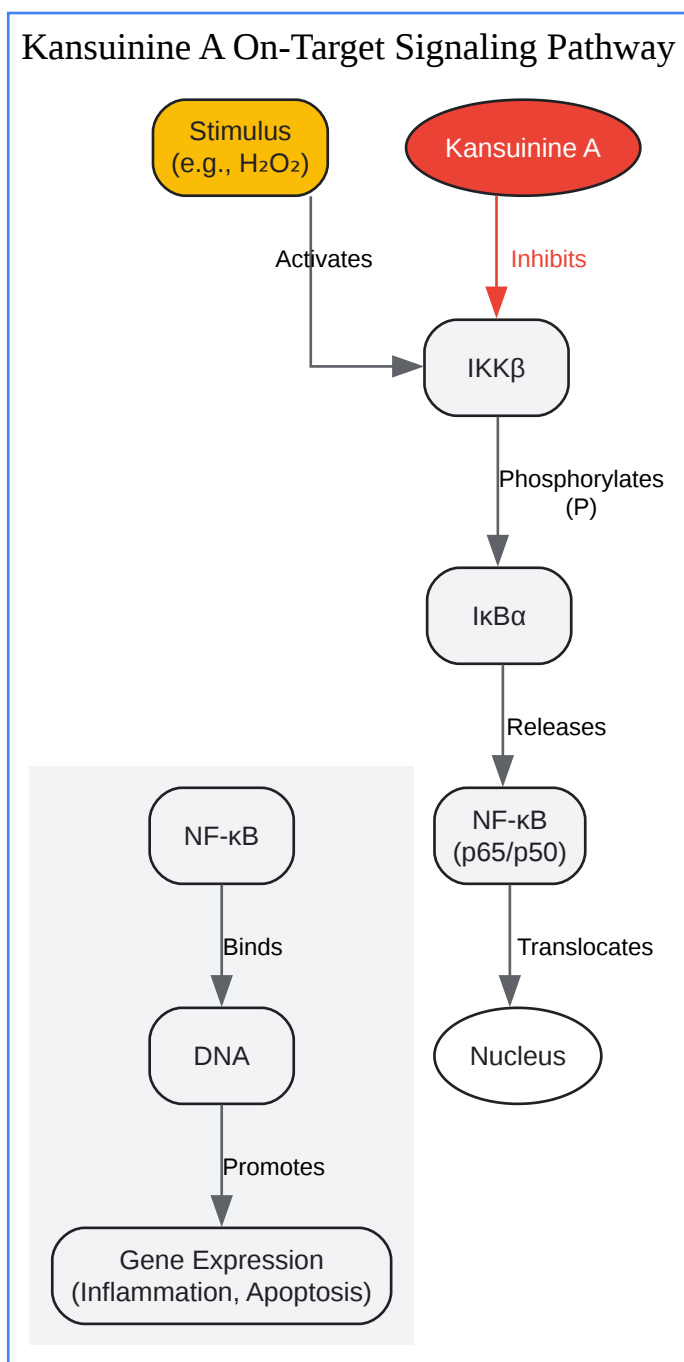 Kansuinine A On-Target Signaling Pathway
Stimulus
(e.g., H₂O₂)
Kansuinine A
Activates
Inhibits
IKKβ
Phosphorylates
(P)
IκBα
Releases
NF-κB
NF-κB
(p65/p50)
Binds
Translocates
DNA
Nucleus
Promotes
Gene Expression
(Inflammation, Apoptosis)